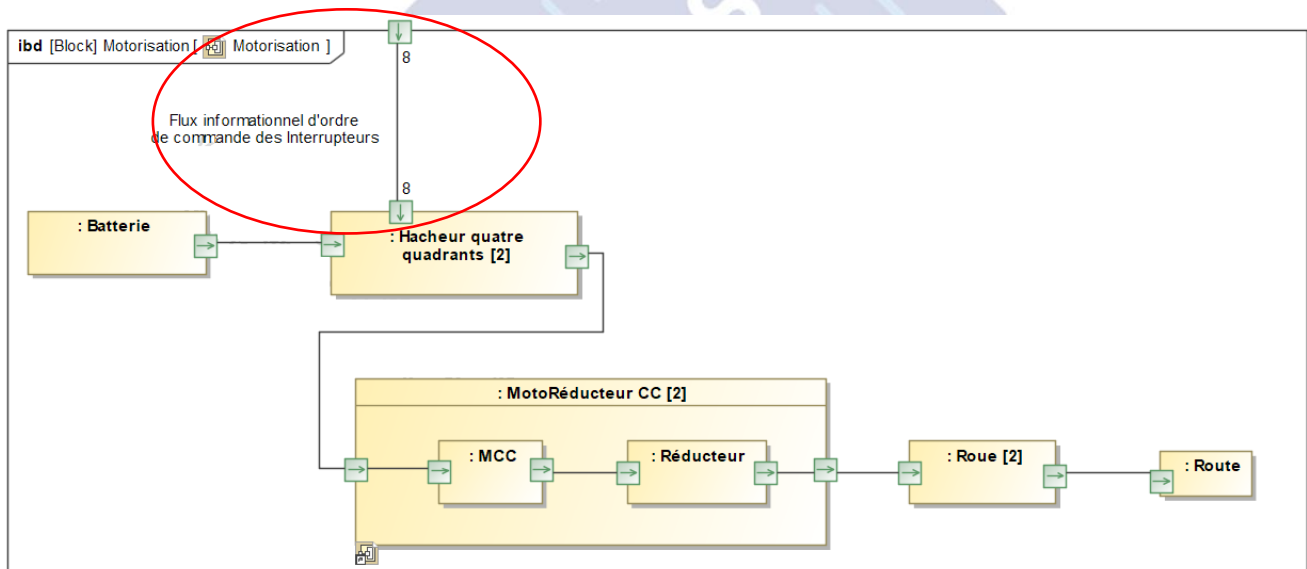 ibd [Block] Motorisation [ Motorisation ]
8
Flux informationnel d'ordre
de commande des Interrupteurs
8
: Batterie
: Hacheur quatre
quadrants [2]
: MotoRéducteur CC [2]
: MCC
: Réducteur
: Roue [2]
: Route